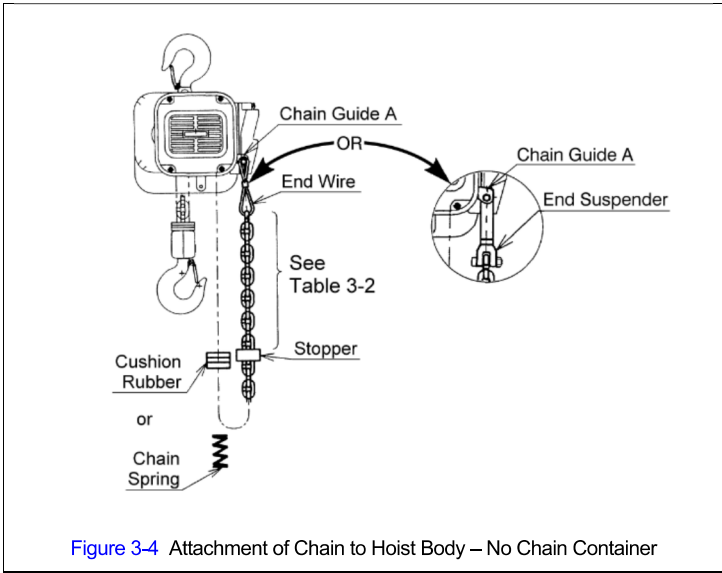 Chain Guide A
OR
End Wire
Chain Guide A
End Suspender
See
Table 3-2
Stopper
Cushion
Rubber
or
Chain
Spring
Figure 3-4 Attachment of Chain to Hoist Body – No Chain Container